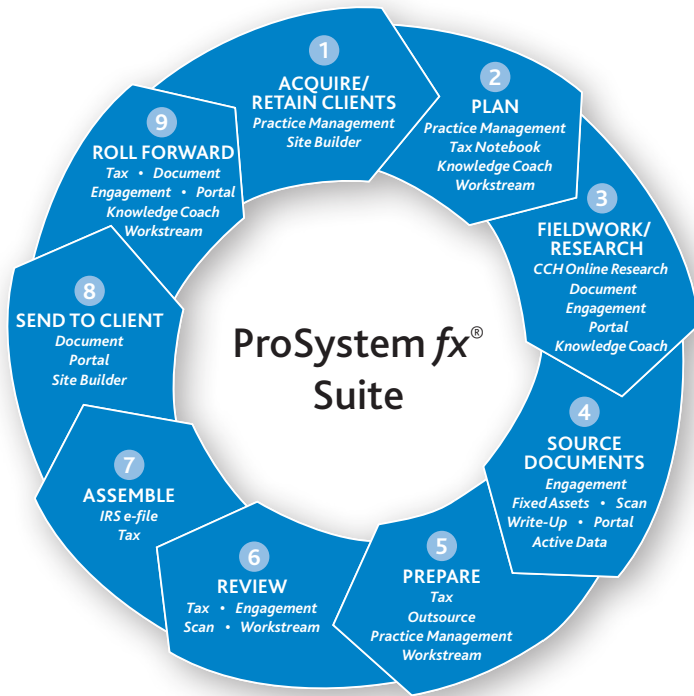 1
ACQUIRE/
RETAIN CLIENTS
Practice Management
Site Builder
2
PLAN
Practice Management
Tax Notebook
Knowledge Coach
Workstream
3
FIELDWORK/
RESEARCH
CCH Online Research
Document
Engagement
Portal
Knowledge Coach
4
SOURCE
DOCUMENTS
Engagement
Fixed Assets • Scan
Write-Up • Portal
Active Data
5
PREPARE
Tax
Outsource
Practice Management
Workstream
6
REVIEW
Tax • Engagement
Scan • Workstream
7
ASSEMBLE
IRS e-file
Tax
8
SEND TO CLIENT
Document
Portal
Site Builder
9
ROLL FORWARD
Tax • Document
Engagement • Portal
Knowledge Coach
Workstream
ProSystem fx®
Suite